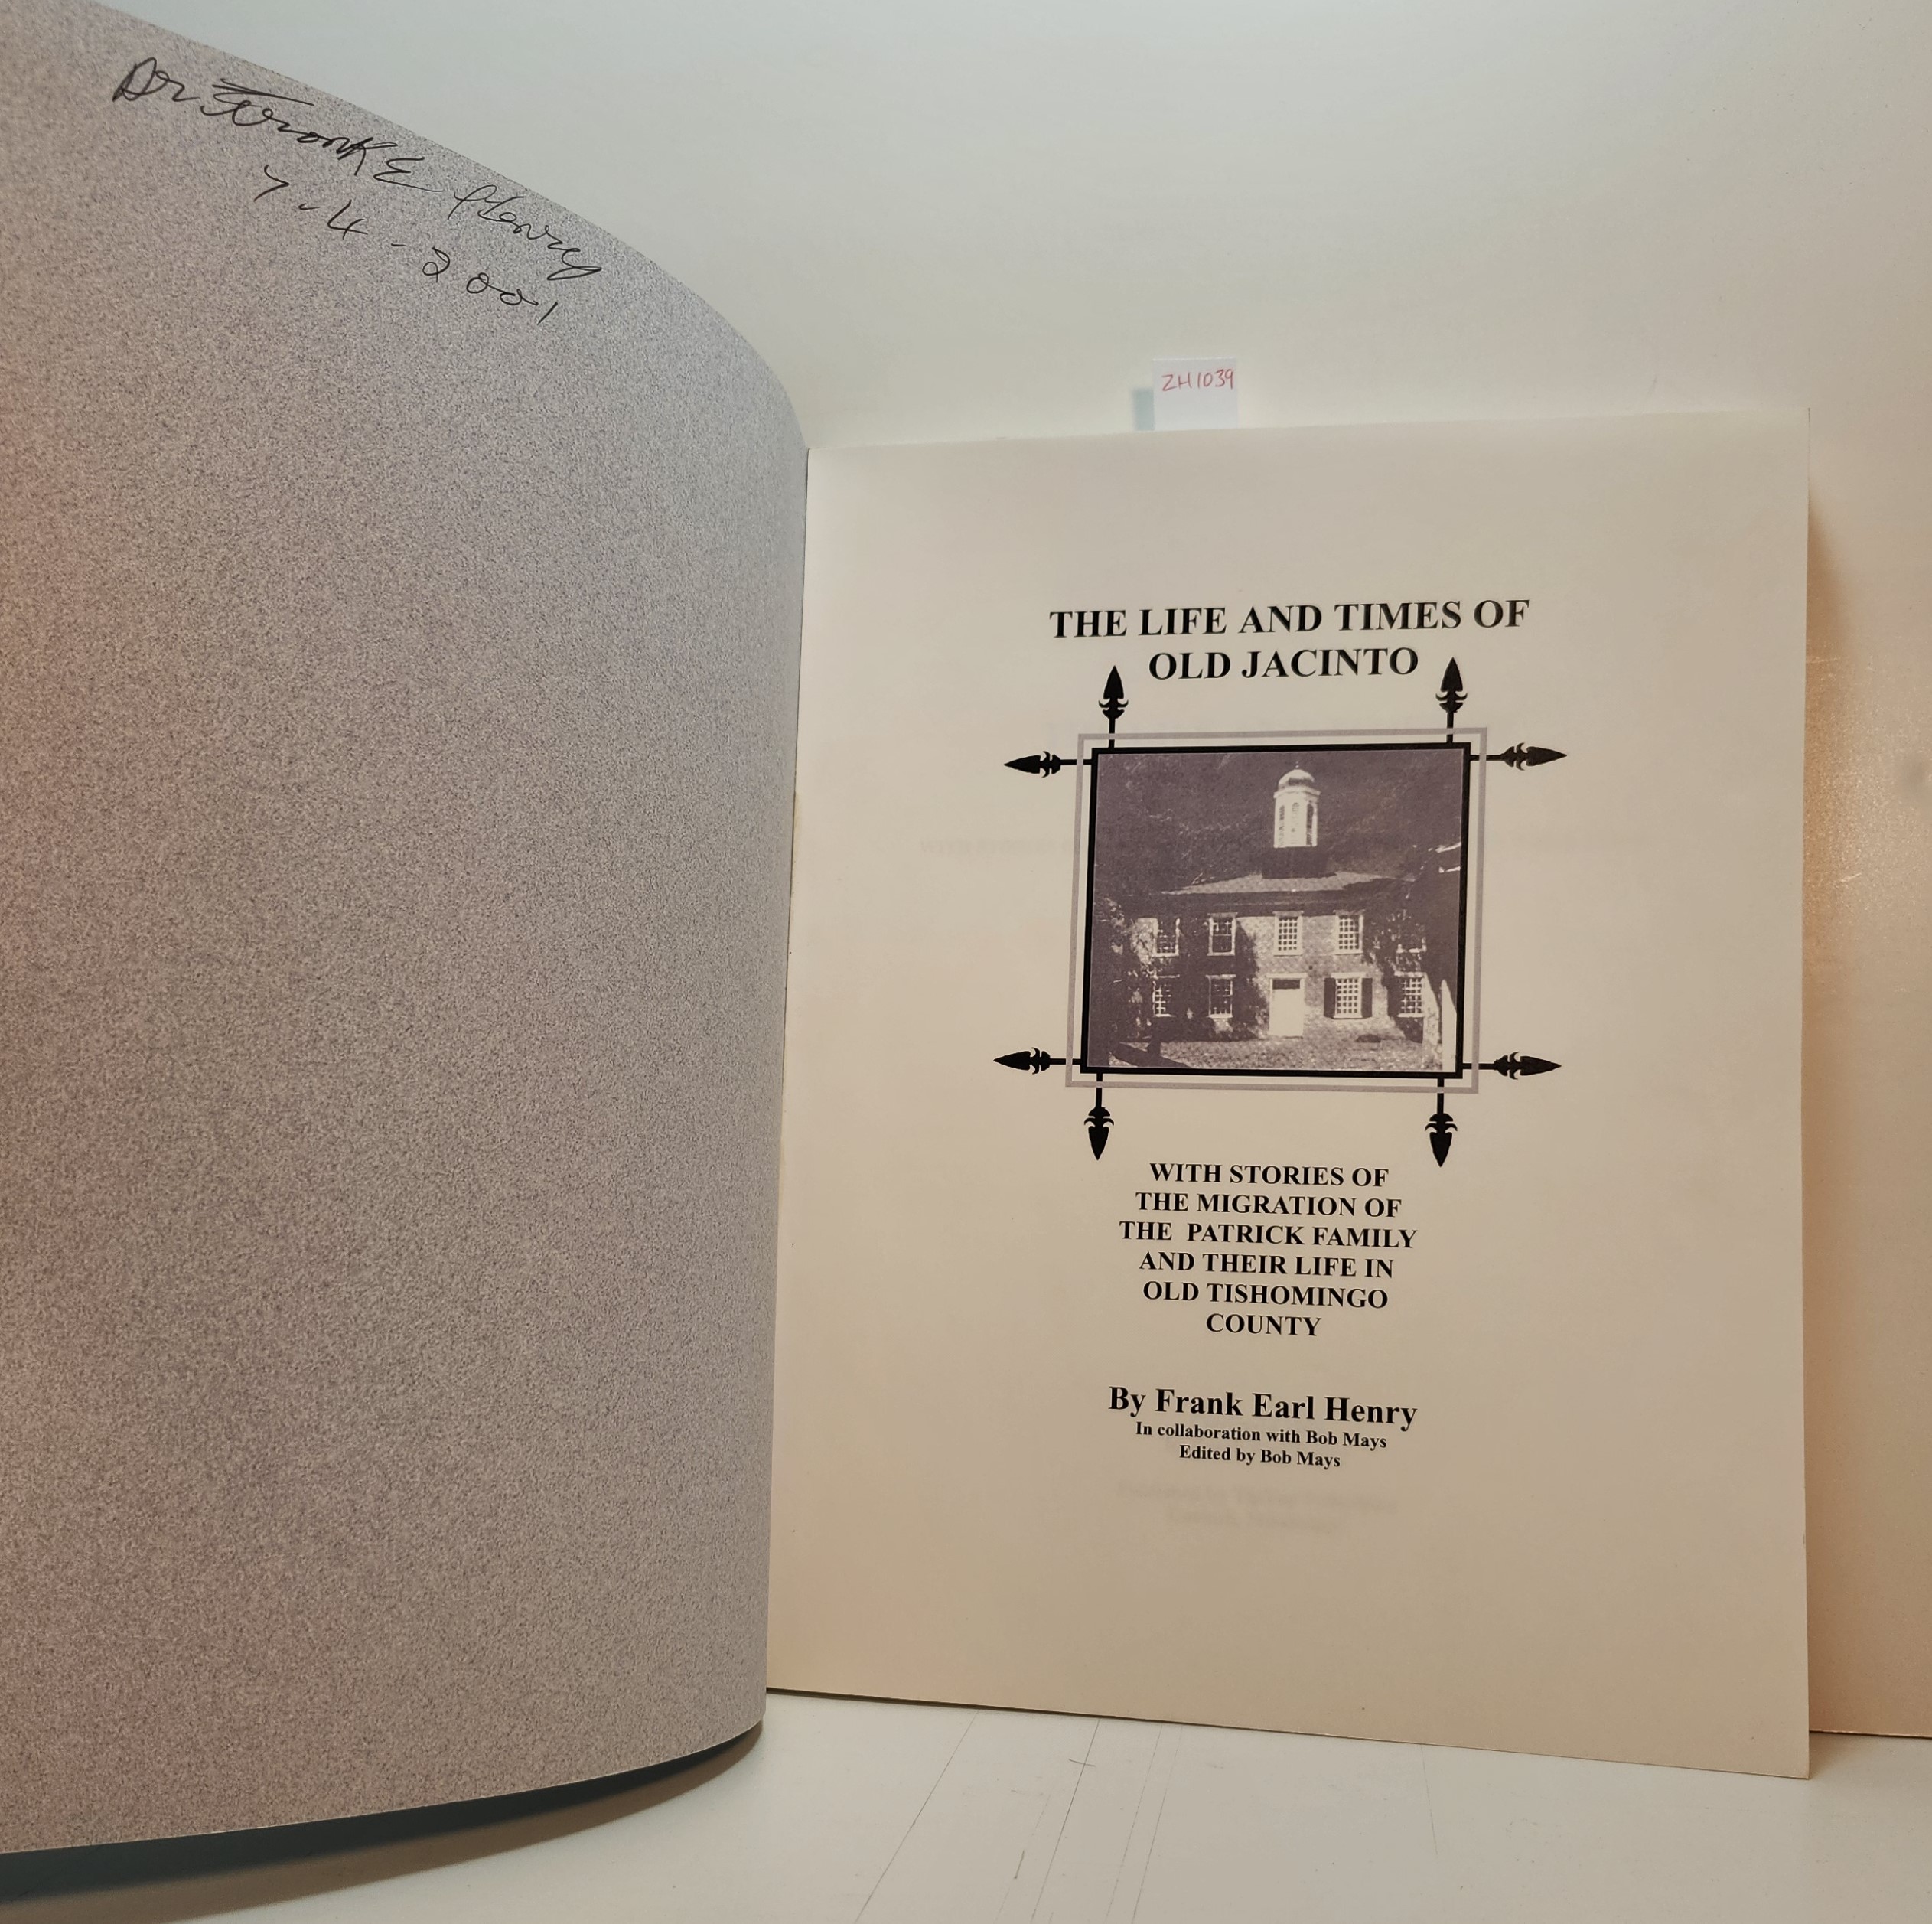 Dr Frank E Henry
7-4-2001
ZH1039
THE LIFE AND TIMES OF
OLD JACINTO
WITH STORIES OF
THE MIGRATION OF
THE PATRICK FAMILY
AND THEIR LIFE IN
OLD TISHOMINGO
COUNTY
By Frank Earl Henry
In collaboration with Bob Mays
Edited by Bob Mays